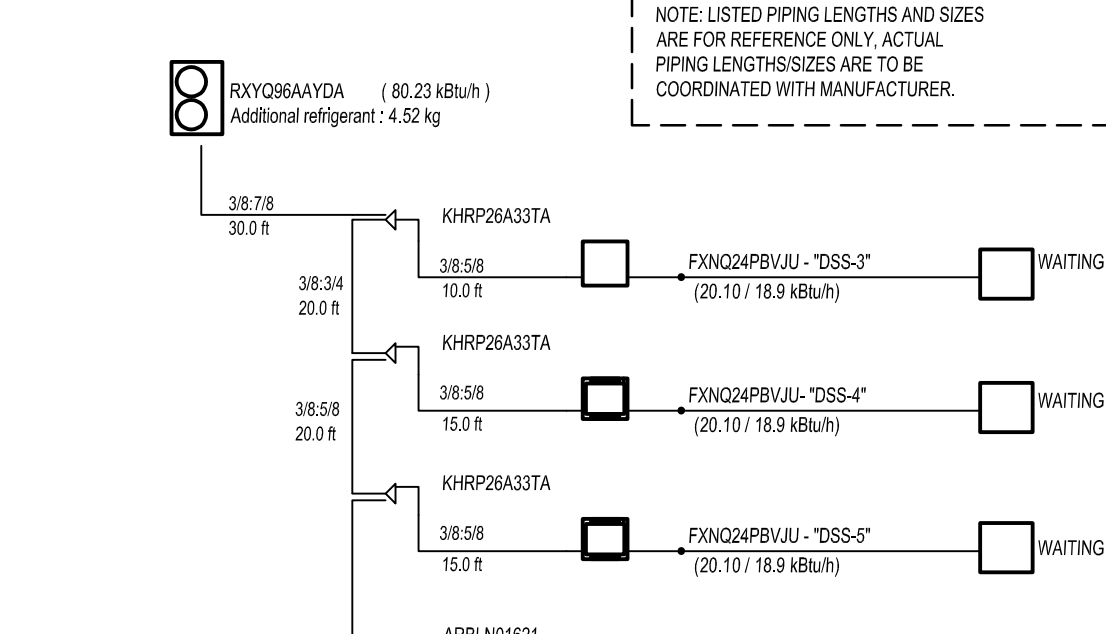 NOTE: LISTED PIPING LENGTHS AND SIZES
ARE FOR REFERENCE ONLY, ACTUAL
PIPING LENGTHS/SIZES ARE TO BE
COORDINATED WITH MANUFACTURER.
RXYQ96AAYDA ( 80.23 kBtu/h )
Additional refrigerant : 4.52 kg
3/8:7/8
30.0 ft
KHRP26A33TA
3/8:5/8
10.0 ft
FXNQ24PBVJU - "DSS-3"
(20.10 / 18.9 kBtu/h)
WAITING
3/8:3/4
20.0 ft
KHRP26A33TA
3/8:5/8
15.0 ft
FXNQ24PBVJU- "DSS-4"
(20.10 / 18.9 kBtu/h)
WAITING
3/8:5/8
20.0 ft
KHRP26A33TA
3/8:5/8
15.0 ft
FXNQ24PBVJU - "DSS-5"
(20.10 / 18.9 kBtu/h)
WAITING